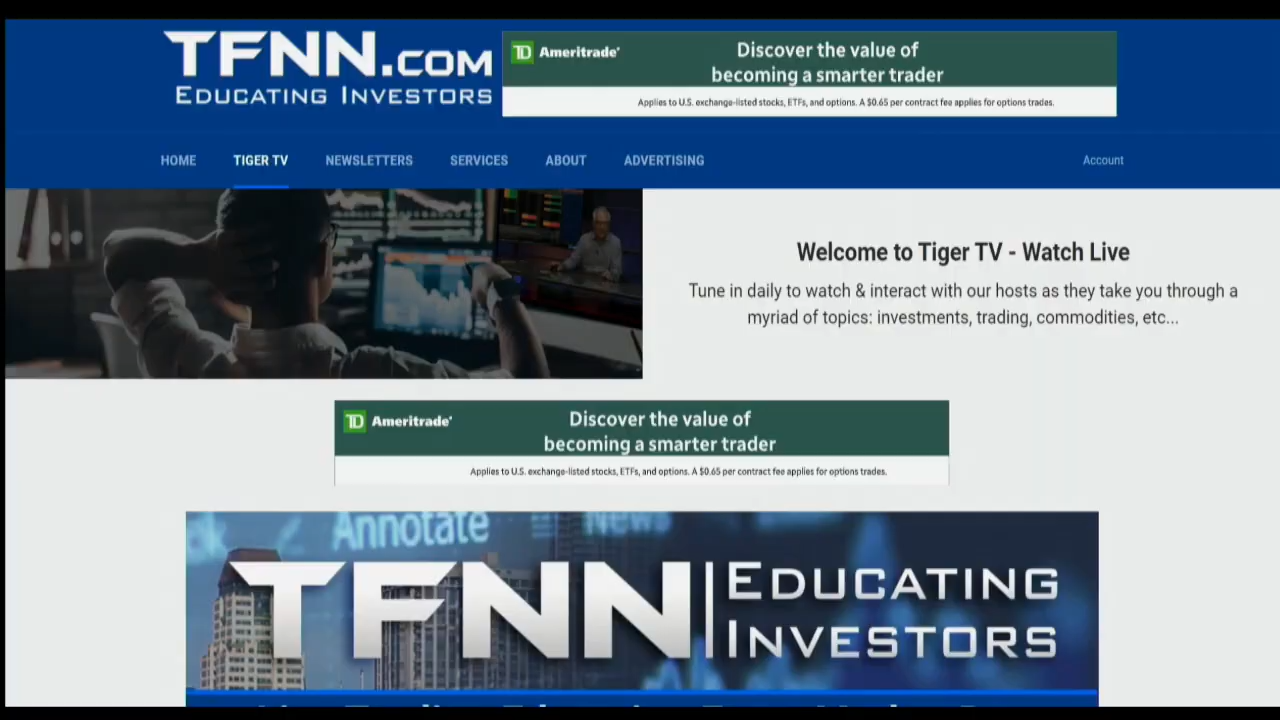 TFNN.COM
EDUCATING INVESTORS
TD Ameritrade
Discover the value of
becoming a smarter trader
Applies to U.S. exchange-listed stocks, ETFs, and options. A $0.65 per contract fee applies for options trades.
HOME TIGER TV NEWSLETTERS SERVICES ABOUT ADVERTISING Account
Welcome to Tiger TV - Watch Live
Tune in daily to watch & interact with our hosts as they take you through a
myriad of topics: investments, trading, commodities, etc...
TD Ameritrade
Discover the value of
becoming a smarter trader
Applies to U.S. exchange-listed stocks, ETFs, and options. A $0.65 per contract fee applies for options trades.
Annotate News
TFNN EDUCATING
INVESTORS